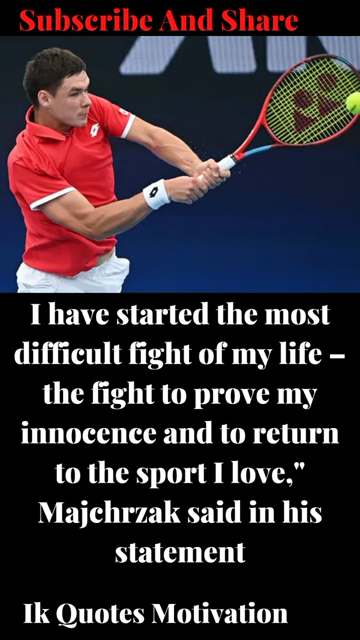 Subscribe And Share
I have started the most
difficult fight of my life –
the fight to prove my
innocence and to return
to the sport I love,"
Majchrzak said in his
statement
Ik Quotes Motivation